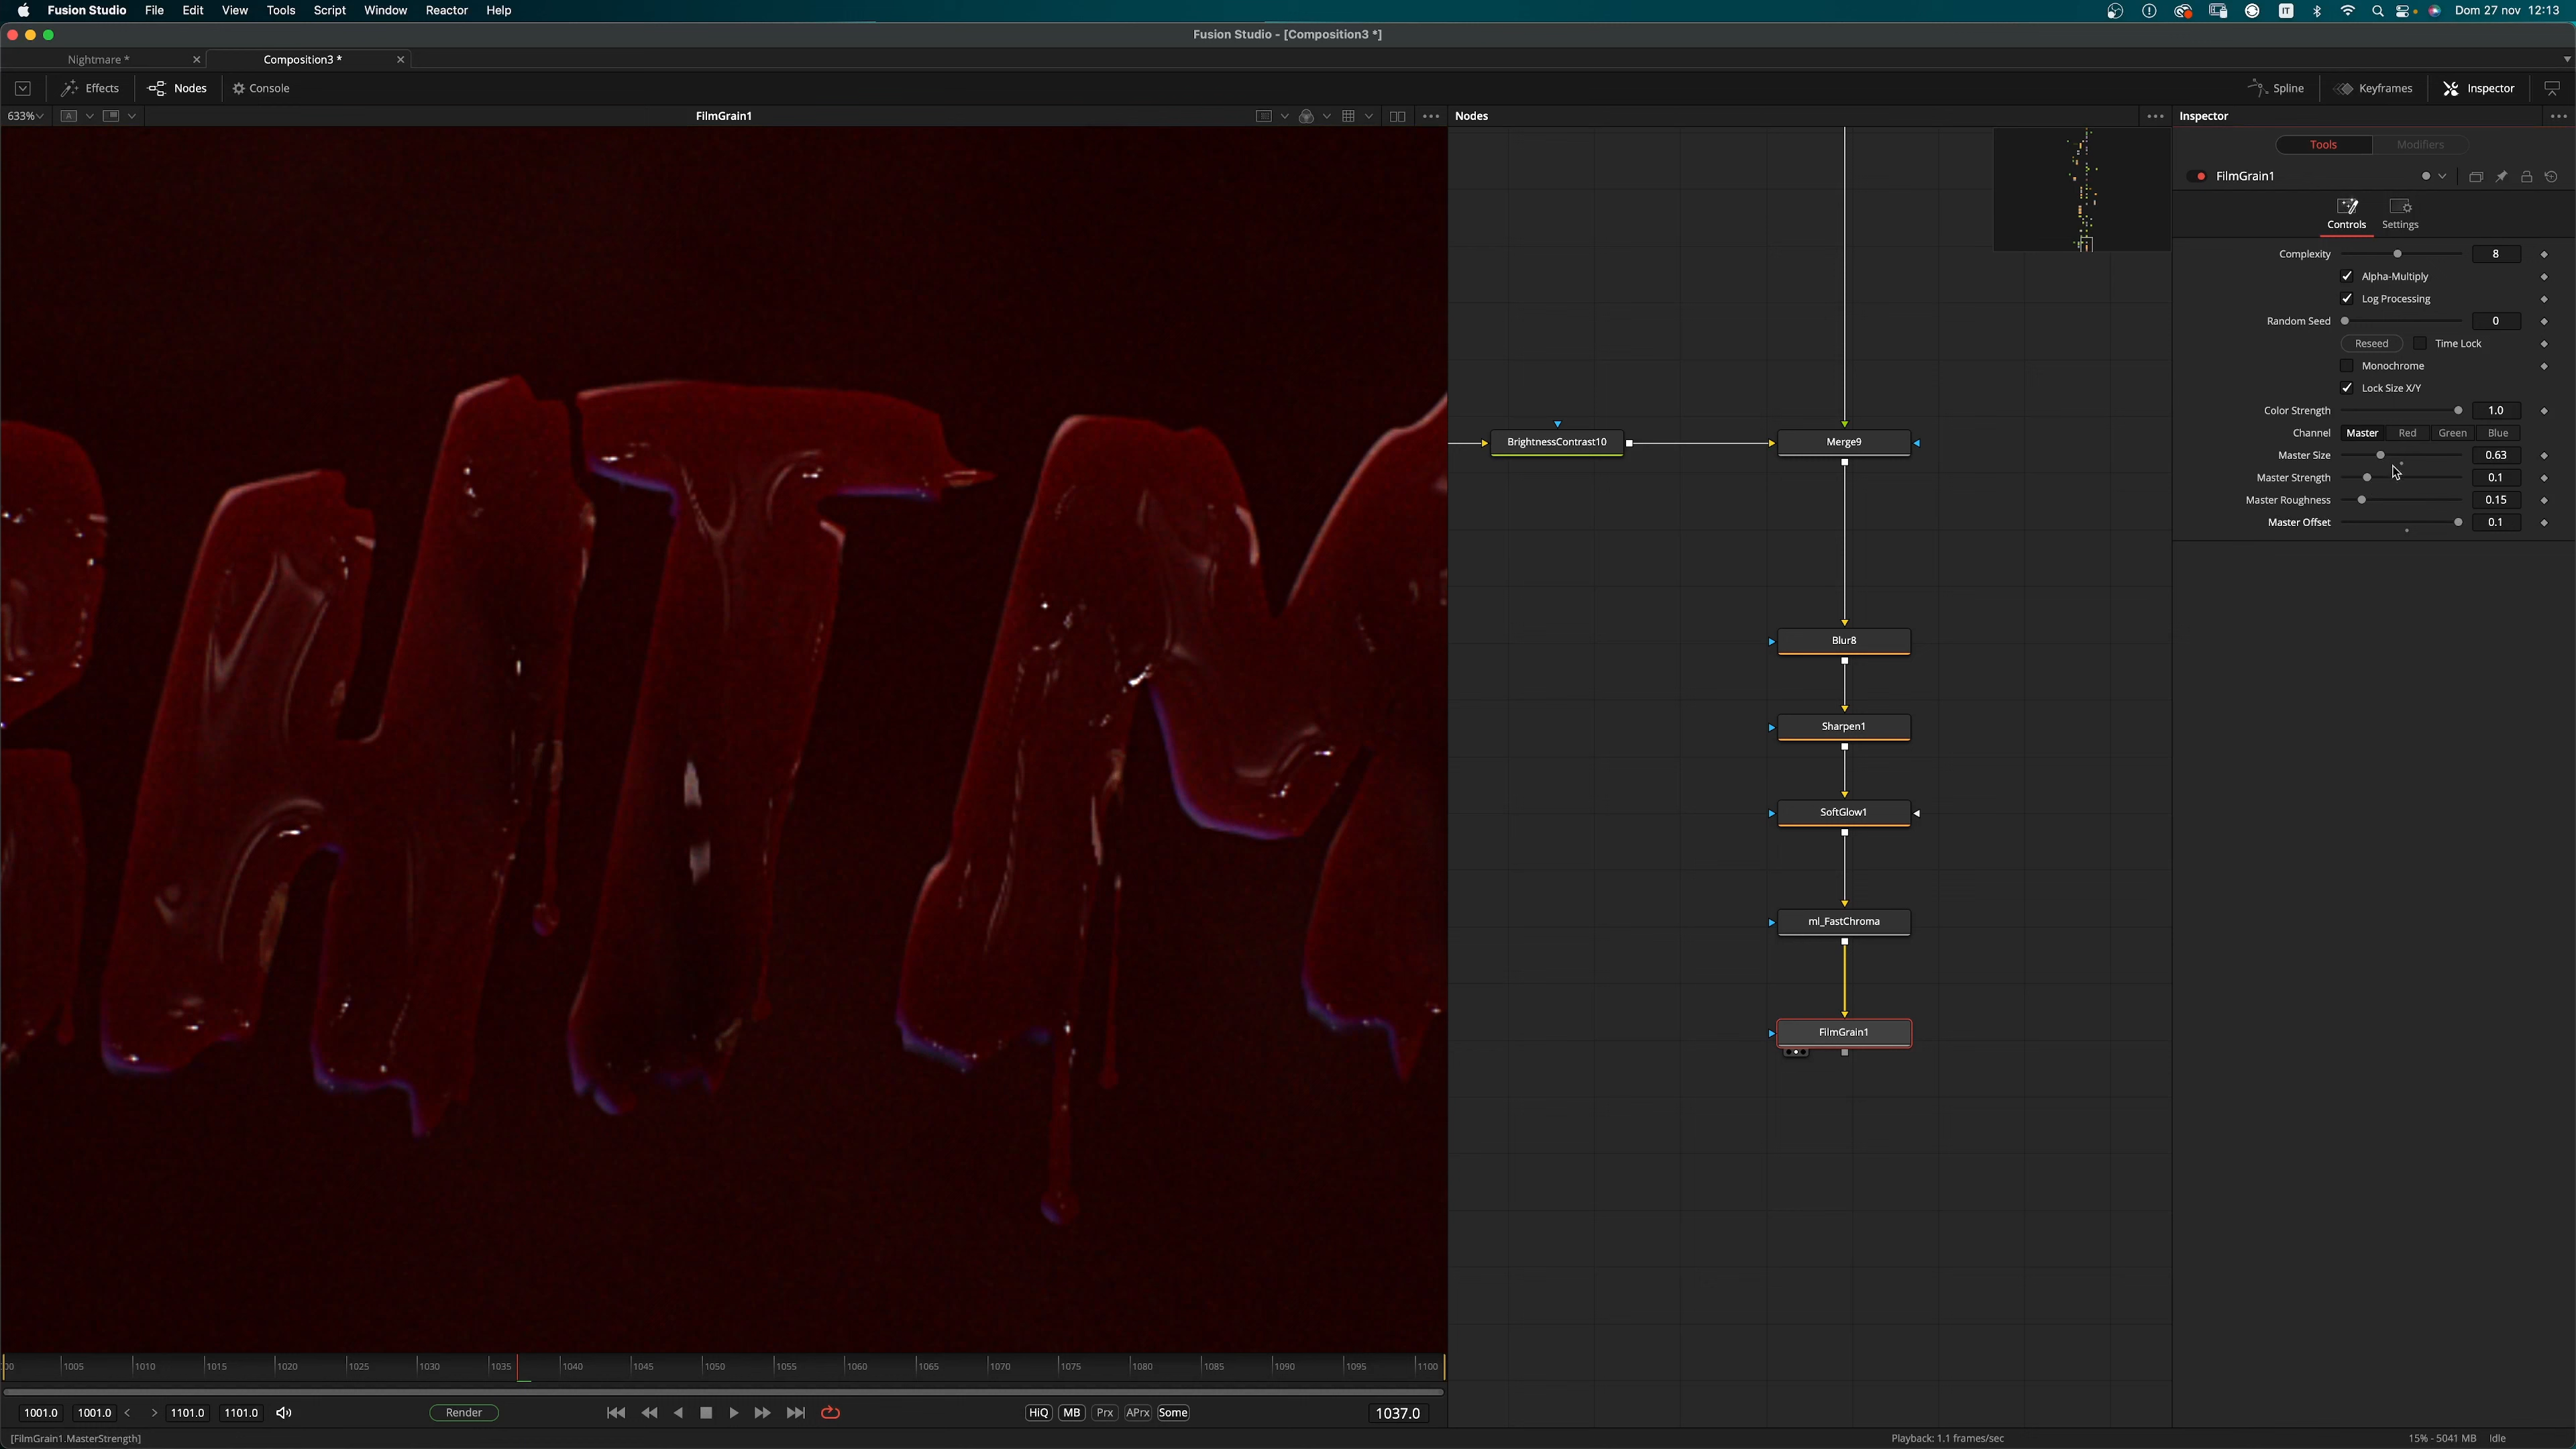 Fusion Studio File Edit View Tools Script Window Reactor Help IT Dom 27 nov 12:13
Fusion Studio - [Composition3 *]
Nightmare * Composition3 *
Effects Nodes Console Spline Keyframes Inspector
633% A FilmGrain1 Nodes Inspector
Tools Modifiers
FilmGrain1
Controls Settings
Complexity 8
Alpha-Multiply
Log Processing
Random Seed 0
Reseed Time Lock
Monochrome
Lock Size X/Y
Color Strength 1.0
Channel Master Red Green Blue
Master Size 0.63
Master Strength 0.1
Master Roughness 0.15
Master Offset 0.1
BrightnessContrast10 Merge9
Blur8
Sharpen1
SoftGlow1
ml_FastChroma
FilmGrain1
HTM
1005 1010 1015 1020 1025 1030 1035 1040 1045 1050 1055 1060 1065 1070 1075 1080 1085 1090 1095 1100
1001.0 1001.0 < > 1101.0 1101.0 Render HiQ MB Prx APrx Some 1037.0
[FilmGrain1.MasterStrength] Playback: 1.1 frames/sec 15% - 5041 MB Idle